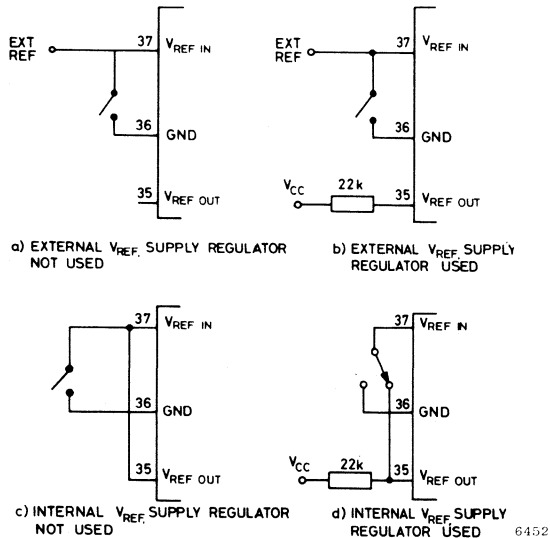 EXT
REF
37
VREF IN
36
GND
35
VREF OUT
a) EXTERNAL VREF, SUPPLY REGULATOR
NOT USED
EXT
REF
37
VREF IN
36
GND
VCC
22k
35
VREF OUT
b) EXTERNAL VREF, SUPPLY
REGULATOR USED
37
VREF IN
36
GND
35
VREF OUT
c) INTERNAL VREF, SUPPLY REGULATOR
NOT USED
37
VREF IN
36
GND
VCC
22k
35
VREF OUT
d) INTERNAL VREF, SUPPLY
REGULATOR USED
6452